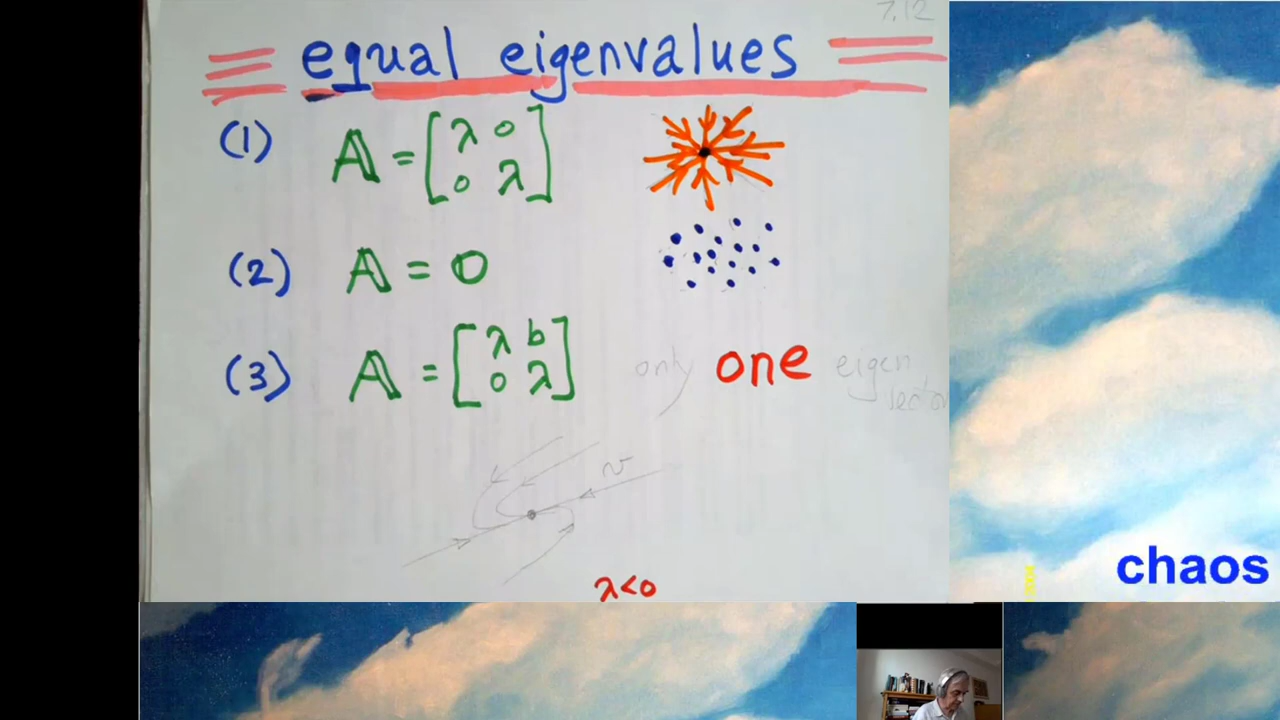 7.12
equal eigenvalues
(1) A = [λ 0
0 λ]
(2) A = 0
(3) A = [λ b
0 λ] only one eigen
vector
v
λ<0
chaos